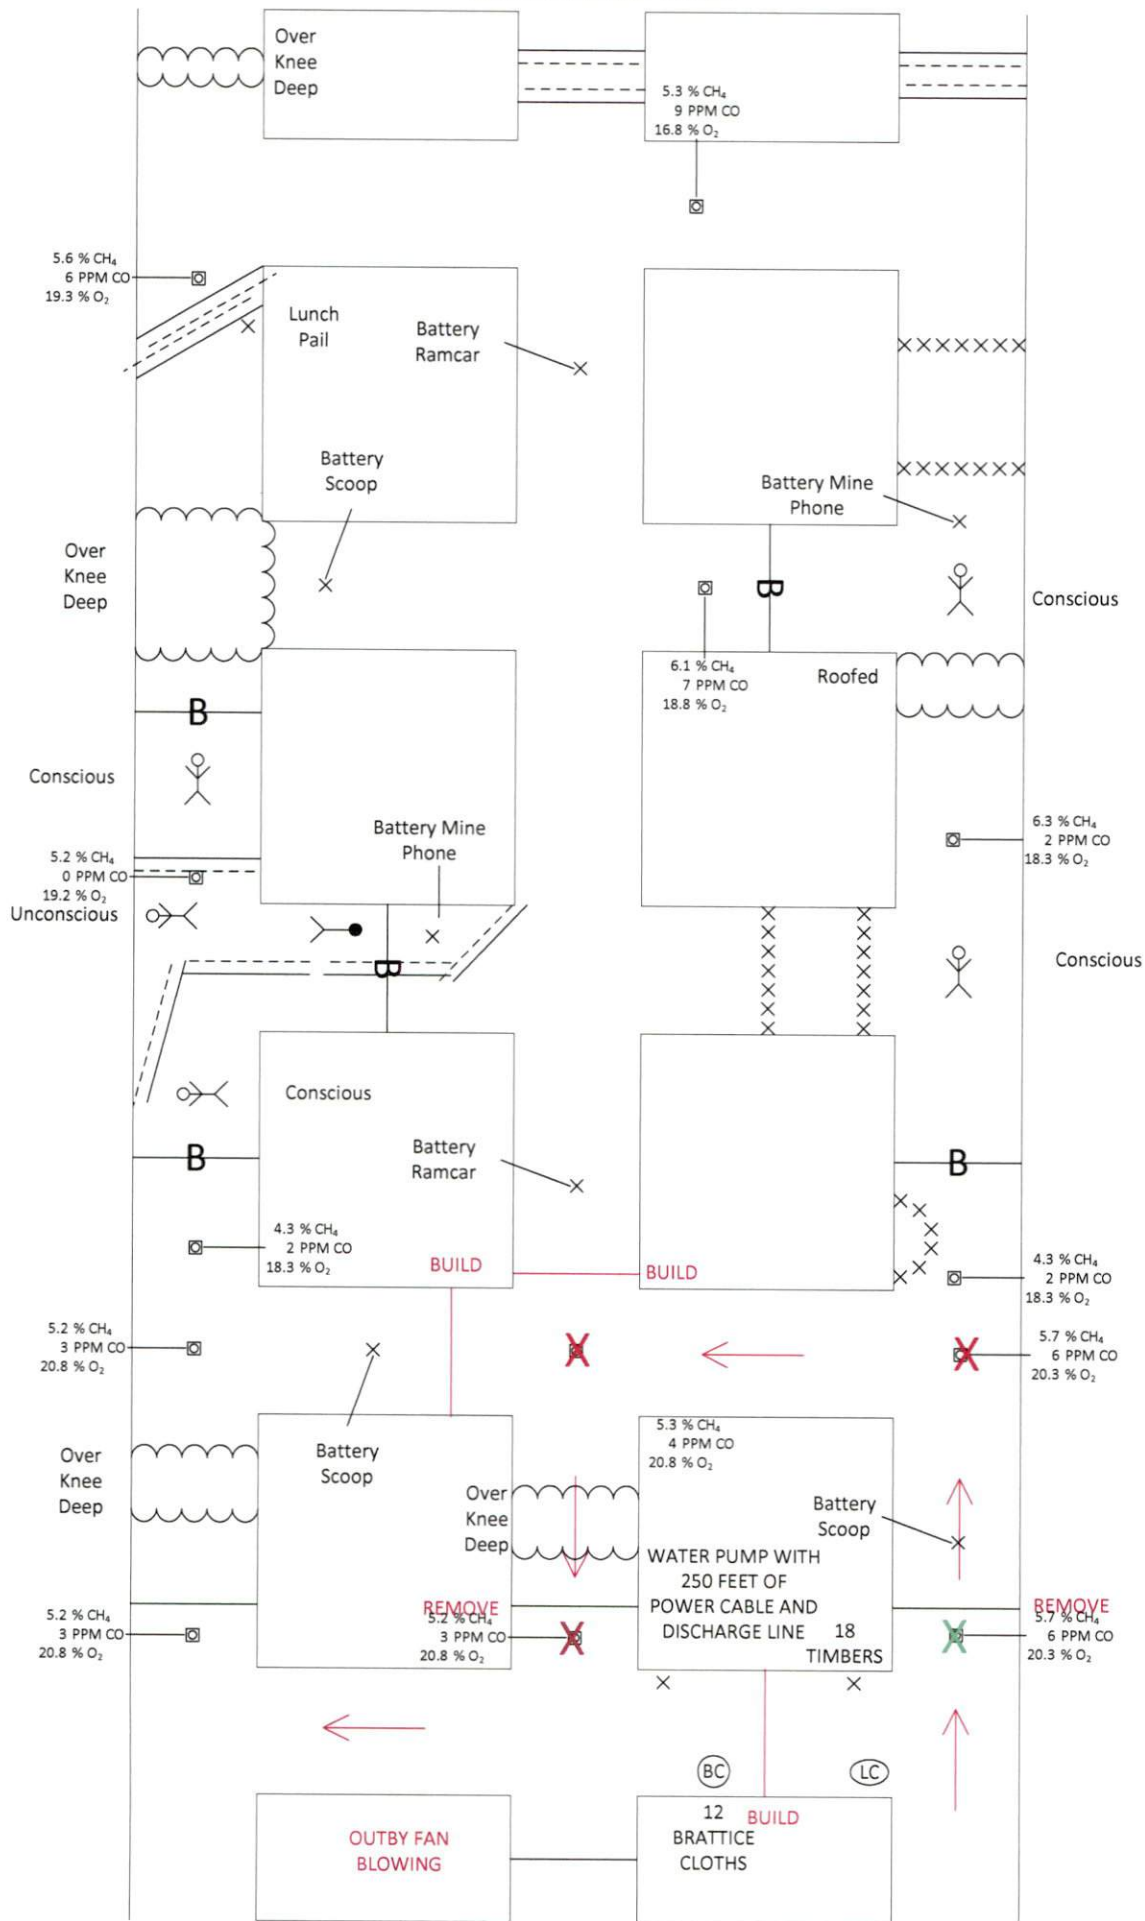 Over
Knee
Deep
5.3 % CH₄
9 PPM CO
16.8 % O₂
5.6 % CH₄
6 PPM CO
19.3 % O₂
Lunch
Pail
Battery
Ramcar
Battery
Scoop
Battery Mine
Phone
Over
Knee
Deep
B
Conscious
6.1 % CH₄
7 PPM CO
18.8 % O₂
Roofed
B
Conscious
Battery Mine
Phone
6.3 % CH₄
2 PPM CO
18.3 % O₂
5.2 % CH₄
0 PPM CO
19.2 % O₂
Unconscious
B
Conscious
Conscious
Battery
Ramcar
B
B
4.3 % CH₄
2 PPM CO
18.3 % O₂
BUILD
BUILD
4.3 % CH₄
2 PPM CO
18.3 % O₂
5.2 % CH₄
3 PPM CO
20.8 % O₂
5.7 % CH₄
6 PPM CO
20.3 % O₂
Over
Knee
Deep
Battery
Scoop
5.3 % CH₄
4 PPM CO
20.8 % O₂
Over
Knee
Deep
Battery
Scoop
WATER PUMP WITH
250 FEET OF
POWER CABLE AND
DISCHARGE LINE
18
TIMBERS
REMOVE
REMOVE
5.2 % CH₄
3 PPM CO
20.8 % O₂
5.2 % CH₄
3 PPM CO
20.8 % O₂
5.7 % CH₄
6 PPM CO
20.3 % O₂
BC
LC
12
BRATTICE
CLOTHS
BUILD
OUTBY FAN
BLOWING